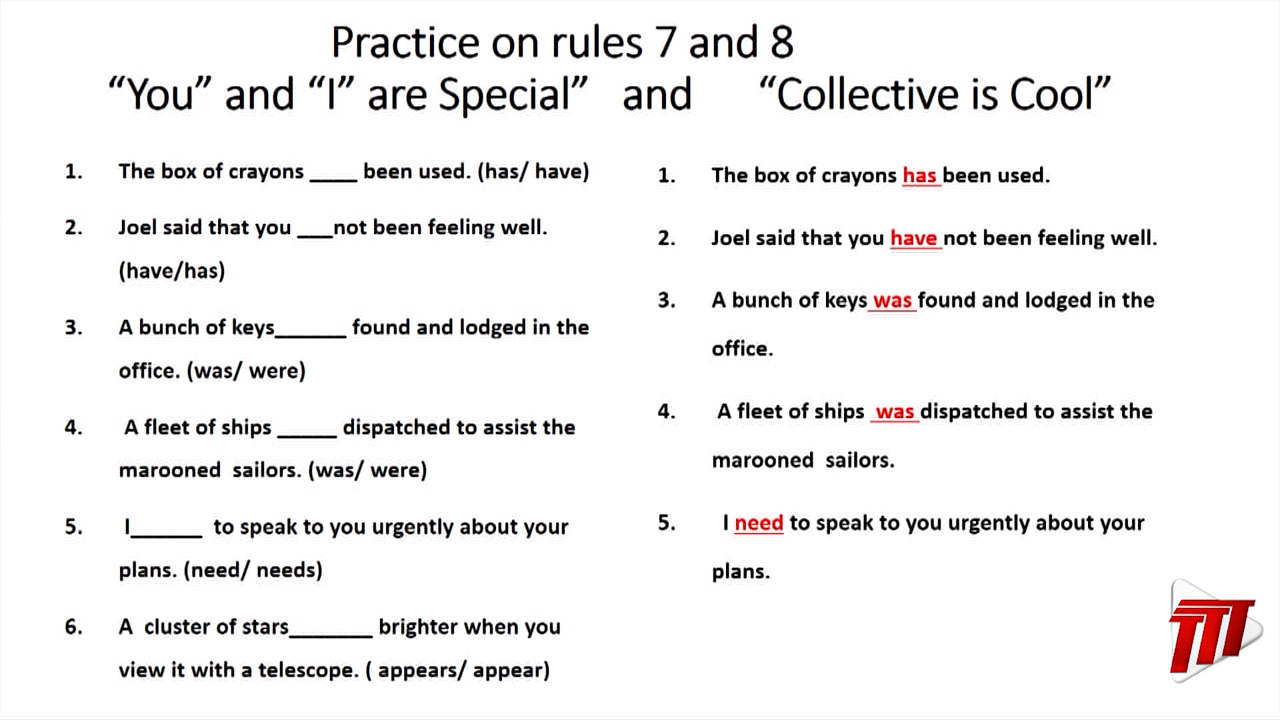 Practice on rules 7 and 8
“You” and “I” are Special” and “Collective is Cool”
1. The box of crayons ____ been used. (has/ have)
2. Joel said that you ___not been feeling well.
(have/has)
3. A bunch of keys______ found and lodged in the
office. (was/ were)
4. A fleet of ships _____ dispatched to assist the
marooned sailors. (was/ were)
5. I______ to speak to you urgently about your
plans. (need/ needs)
6. A cluster of stars_______ brighter when you
view it with a telescope. ( appears/ appear)
1. The box of crayons has been used.
2. Joel said that you have not been feeling well.
3. A bunch of keys was found and lodged in the
office.
4. A fleet of ships was dispatched to assist the
marooned sailors.
5. I need to speak to you urgently about your
plans.
TTT